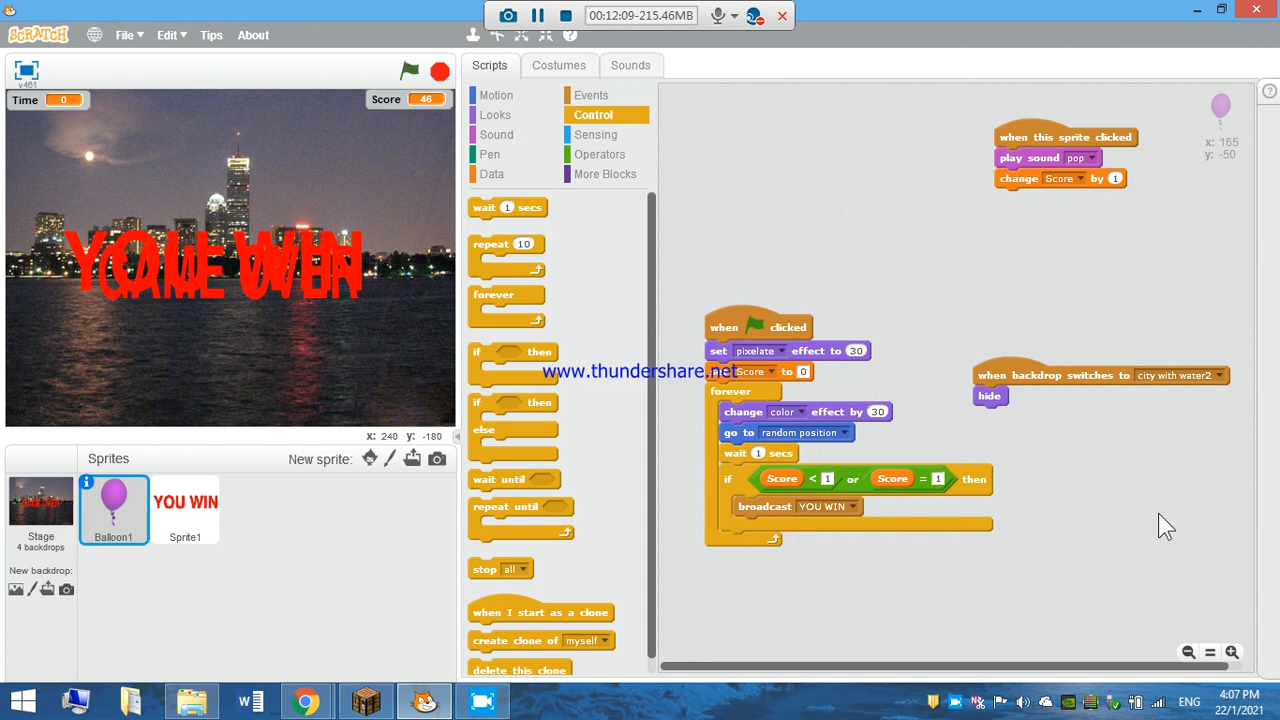 00:12:09-215.46MB
SCRATCH
File Edit Tips About
v461
Scripts Costumes Sounds
Time 0
Score 46
YOU WIN
GAME OVER
x: 240 y: -180
Motion Events
Looks Control
Sound Sensing
Pen Operators
Data More Blocks
wait 1 secs
repeat 10
forever
if then
if then
else
wait until
repeat until
stop all
when I start as a clone
create clone of myself
delete this clone
when this sprite clicked
play sound pop
change Score by 1
x: 165
y: -50
when clicked
set pixelate effect to 30
Score to 0
www.thundershare.net
forever
change color effect by 30
go to random position
wait 1 secs
if Score < 1 or Score = 1 then
broadcast YOU WIN
when backdrop switches to city with water2
hide
Sprites New sprite:
Stage
4 backdrops
New backdrop:
Balloon1
YOU WIN
Sprite1
ENG
4:07 PM
22/1/2021